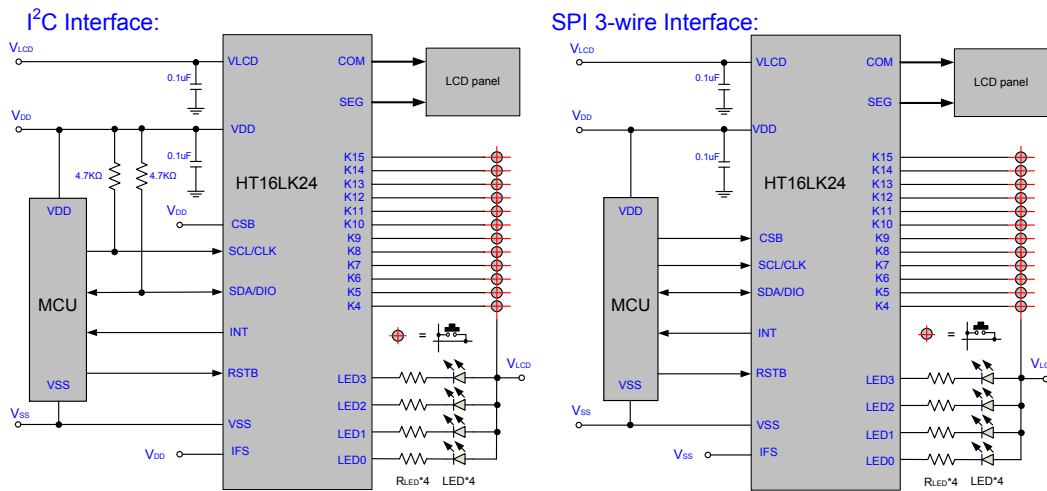 I²C Interface:
VLCD
VLCD
0.1uF
COM
LCD panel
SEG
VDD
VDD
0.1uF
4.7KΩ
4.7KΩ
HT16LK24
K15
K14
K13
K12
K11
K10
K9
K8
K7
K6
K5
K4
VDD
CSB
VDD
SCL/CLK
MCU
SDA/DIO
INT
=
VSS
RSTB
LED3
VLCD
LED2
VSS
VSS
LED1
VDD
IFS
LED0
RLED*4
LED*4
SPI 3-wire Interface:
VLCD
VLCD
0.1uF
COM
LCD panel
SEG
VDD
VDD
0.1uF
HT16LK24
K15
K14
K13
K12
K11
K10
K9
K8
K7
K6
K5
K4
VDD
CSB
SCL/CLK
MCU
SDA/DIO
INT
=
VSS
RSTB
LED3
LED2
VSS
VSS
LED1
VSS
IFS
LED0
RLED*4
LED*4